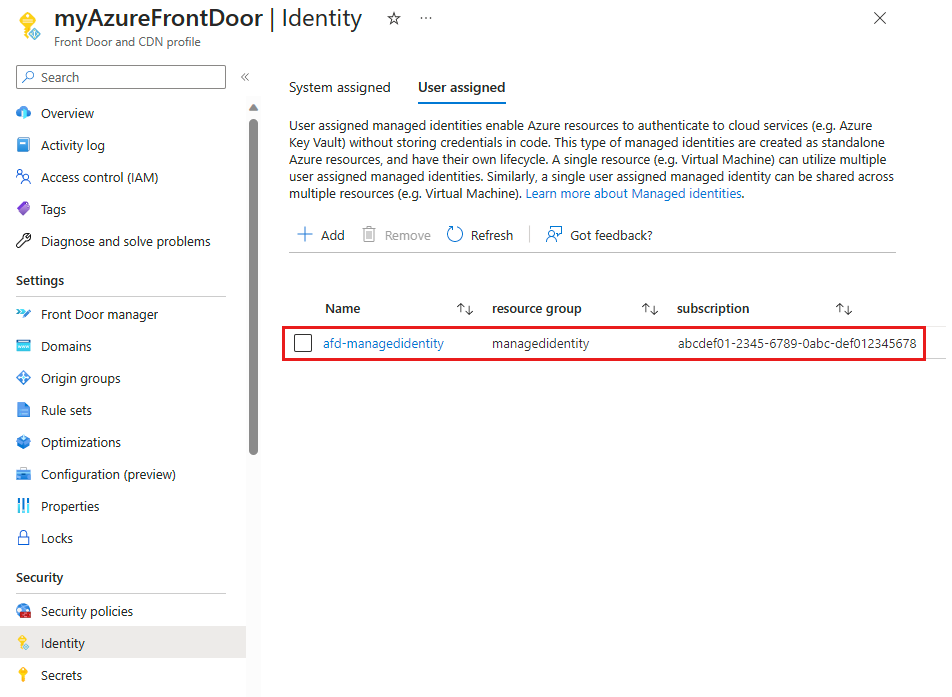 myAzureFrontDoor | Identity
Front Door and CDN profile
Search
Overview
Activity log
Access control (IAM)
Tags
Diagnose and solve problems
Settings
Front Door manager
Domains
Origin groups
Rule sets
Optimizations
Configuration (preview)
Properties
Locks
Security
Security policies
Identity
Secrets
System assigned
User assigned
User assigned managed identities enable Azure resources to authenticate to cloud services (e.g. Azure
Key Vault) without storing credentials in code. This type of managed identities are created as standalone
Azure resources, and have their own lifecycle. A single resource (e.g. Virtual Machine) can utilize multiple
user assigned managed identities. Similarly, a single user assigned managed identity can be shared across
multiple resources (e.g. Virtual Machine). Learn more about Managed identities.
Add Remove Refresh Got feedback?
Name resource group subscription
afd-managedidentity managedidentity abcdef01-2345-6789-0abc-def012345678